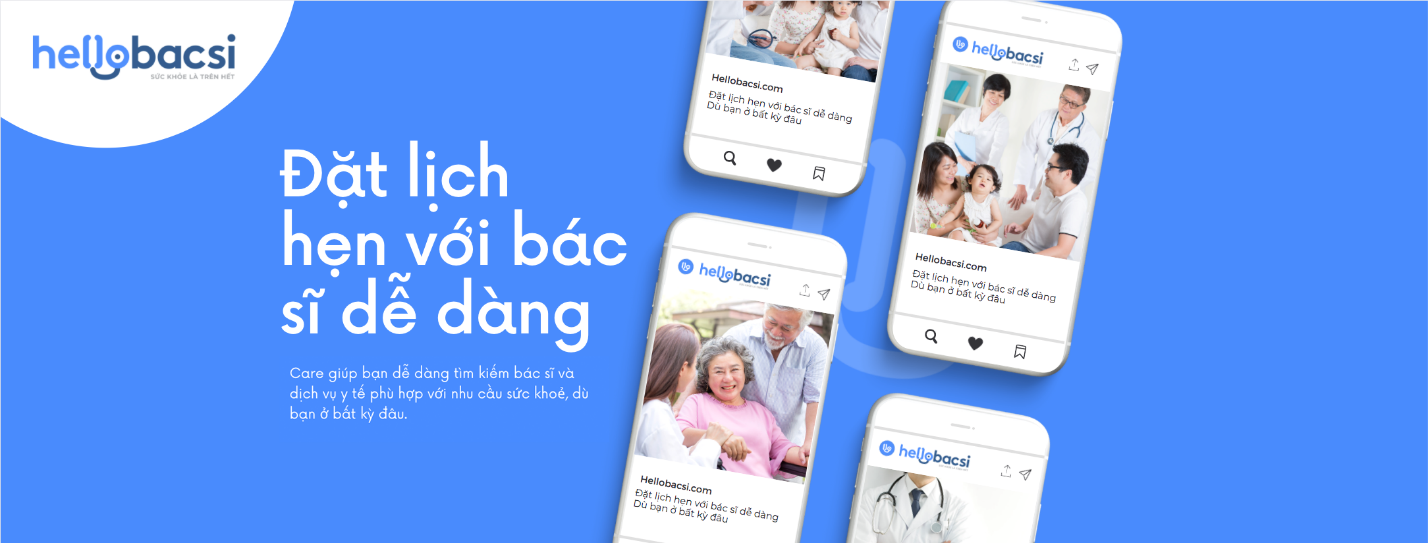 hellobacsi
SỨC KHỎE LÀ TRÊN HẾT
Đặt lịch
hẹn với bác
sĩ dễ dàng
Care giúp bạn dễ dàng tìm kiếm bác sĩ và
dịch vụ y tế phù hợp với nhu cầu sức khoẻ, dù
bạn ở bất kỳ đâu.
Hellobacsi.com
Đặt lịch hẹn với bác sĩ dễ dàng
Dù bạn ở bất kỳ đâu
hellobacsi
Hellobacsi.com
Đặt lịch hẹn với bác sĩ dễ dàng
Dù bạn ở bất kỳ đâu
hellobacsi
Hellobacsi.com
Đặt lịch hẹn với bác sĩ dễ dàng
Dù bạn ở bất kỳ đâu
hellobacsi